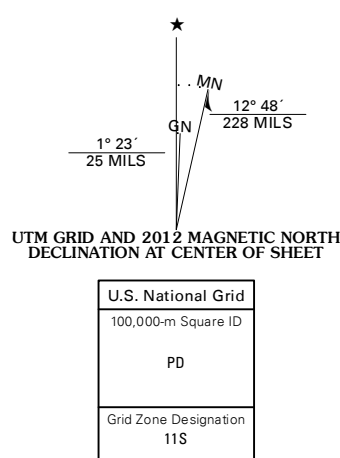 MN
12° 48´
228 MILS
GN
1° 23´
25 MILS
UTM GRID AND 2012 MAGNETIC NORTH
DECLINATION AT CENTER OF SHEET
U.S. National Grid
100,000-m Square ID
PD
Grid Zone Designation
11S